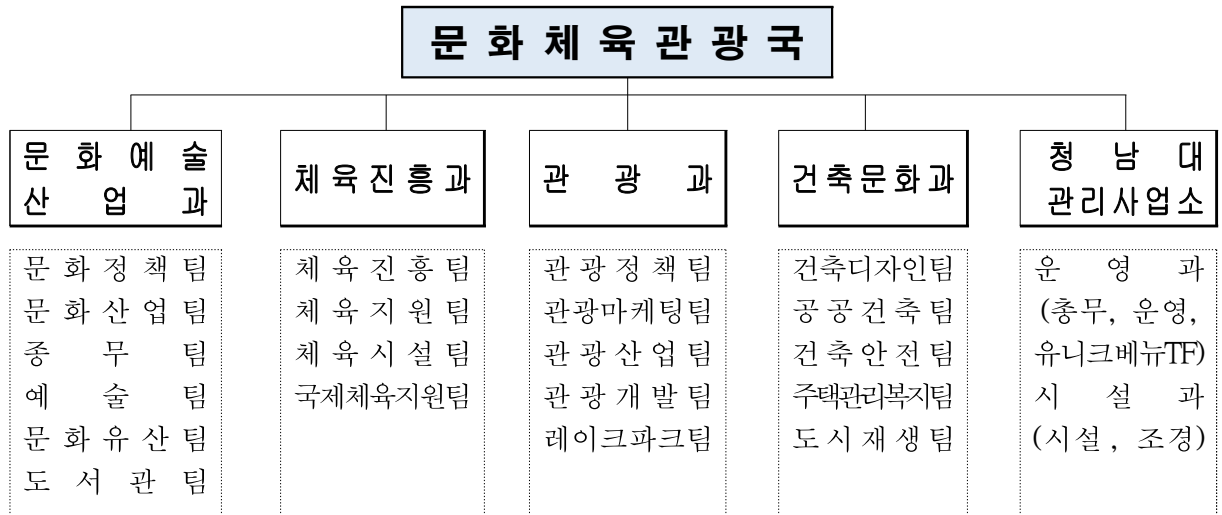 문화체육관광국
문화예술
산업과
체육진흥과
관광과
건축문화과
청남대
관리사업소
문화정책팀
문화산업팀
종무팀
예술팀
문화유산팀
도서관팀
체육진흥팀
체육지원팀
체육시설팀
국제체육지원팀
관광정책팀
관광마케팅팀
관광산업팀
관광개발팀
레이크파크팀
건축디자인팀
공공건축팀
건축안전팀
주택관리복지팀
도시재생팀
운영과
(총무, 운영,
유니크베뉴TF)
시설과
(시설, 조경)